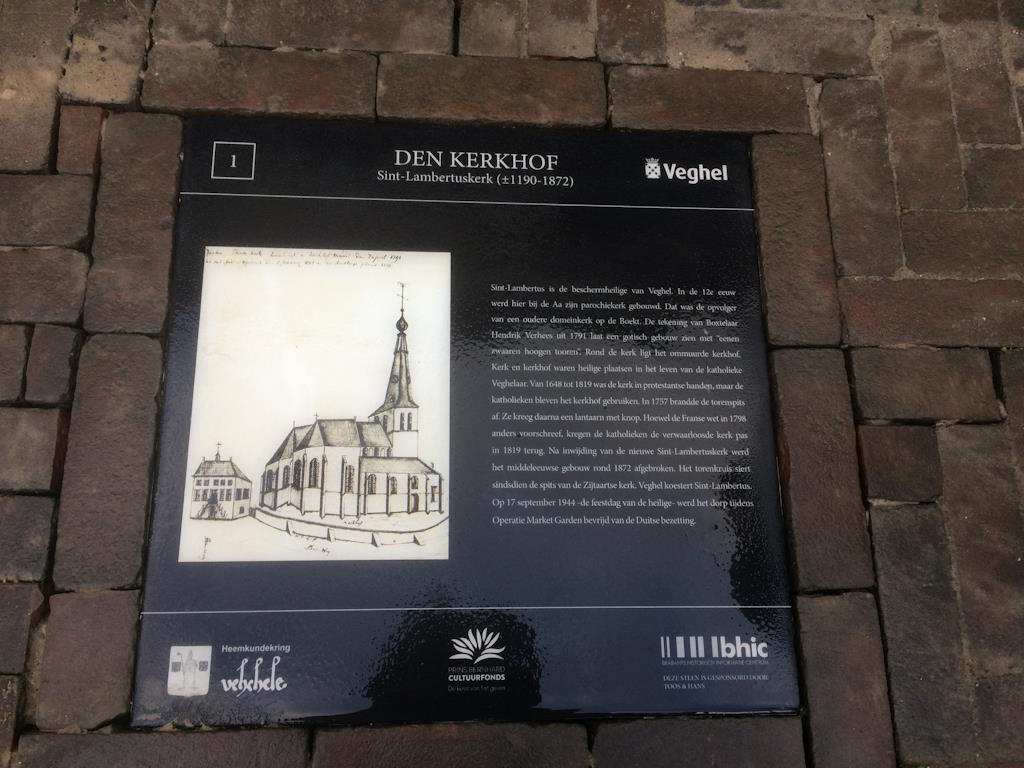 1
DEN KERKHOF
Sint-Lambertuskerk (±1190-1872)
Veghel
Sint-Lambertus is de beschermheilige van Veghel. In de 12e eeuw
werd hier bij de Aa zijn parochiekerk gebouwd. Dat was de opvolger
van een oudere domeinkerk op de Boekt. De tekening van Boxtelaar
Hendrik Verhees uit 1791 laat een gotisch gebouw zien met "eenen
zwaaren hoogen tooren". Rond de kerk ligt het ommuurde kerkhof.
Kerk en kerkhof waren heilige plaatsen in het leven van de katholieke
Veghelaar. Van 1648 tot 1819 was de kerk in protestantse handen, maar de
katholieken bleven het kerkhof gebruiken. In 1757 brandde de torenspits
af. Ze kreeg daarna een lantaarn met knop. Hoewel de Franse wet in 1798
anders voorschreef, kregen de katholieken de verwaarloosde kerk pas
in 1819 terug. Na inwijding van de nieuwe Sint-Lambertuskerk werd
het middeleeuwse gebouw rond 1872 afgebroken. Het torenkruis siert
sindsdien de spits van de Zijtaartse kerk. Veghel koestert Sint-Lambertus.
Op 17 september 1944 -de feestdag van de heilige- werd het dorp tijdens
Operatie Market Garden bevrijd van de Duitse bezetting.
Heemkundekring
vehchele
PRINS BERNHARD
CULTUURFONDS
De kunst van het geven
bhic
BRABANTS HISTORISCH INFORMATIE CENTRUM
DEZE STEEN IS GESPONSORD DOOR
TOOS & HANS